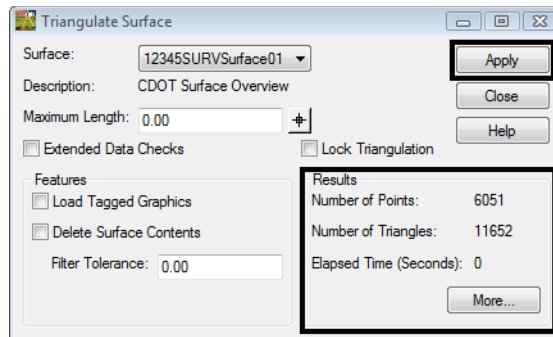 Triangulate Surface
Surface: 12345SURVSurface01
Apply
Description: CDOT Surface Overview
Close
Maximum Length: 0.00
Help
Extended Data Checks
Lock Triangulation
Features
Load Tagged Graphics
Delete Surface Contents
Filter Tolerance: 0.00
Results
Number of Points: 6051
Number of Triangles: 11652
Elapsed Time (Seconds): 0
More...